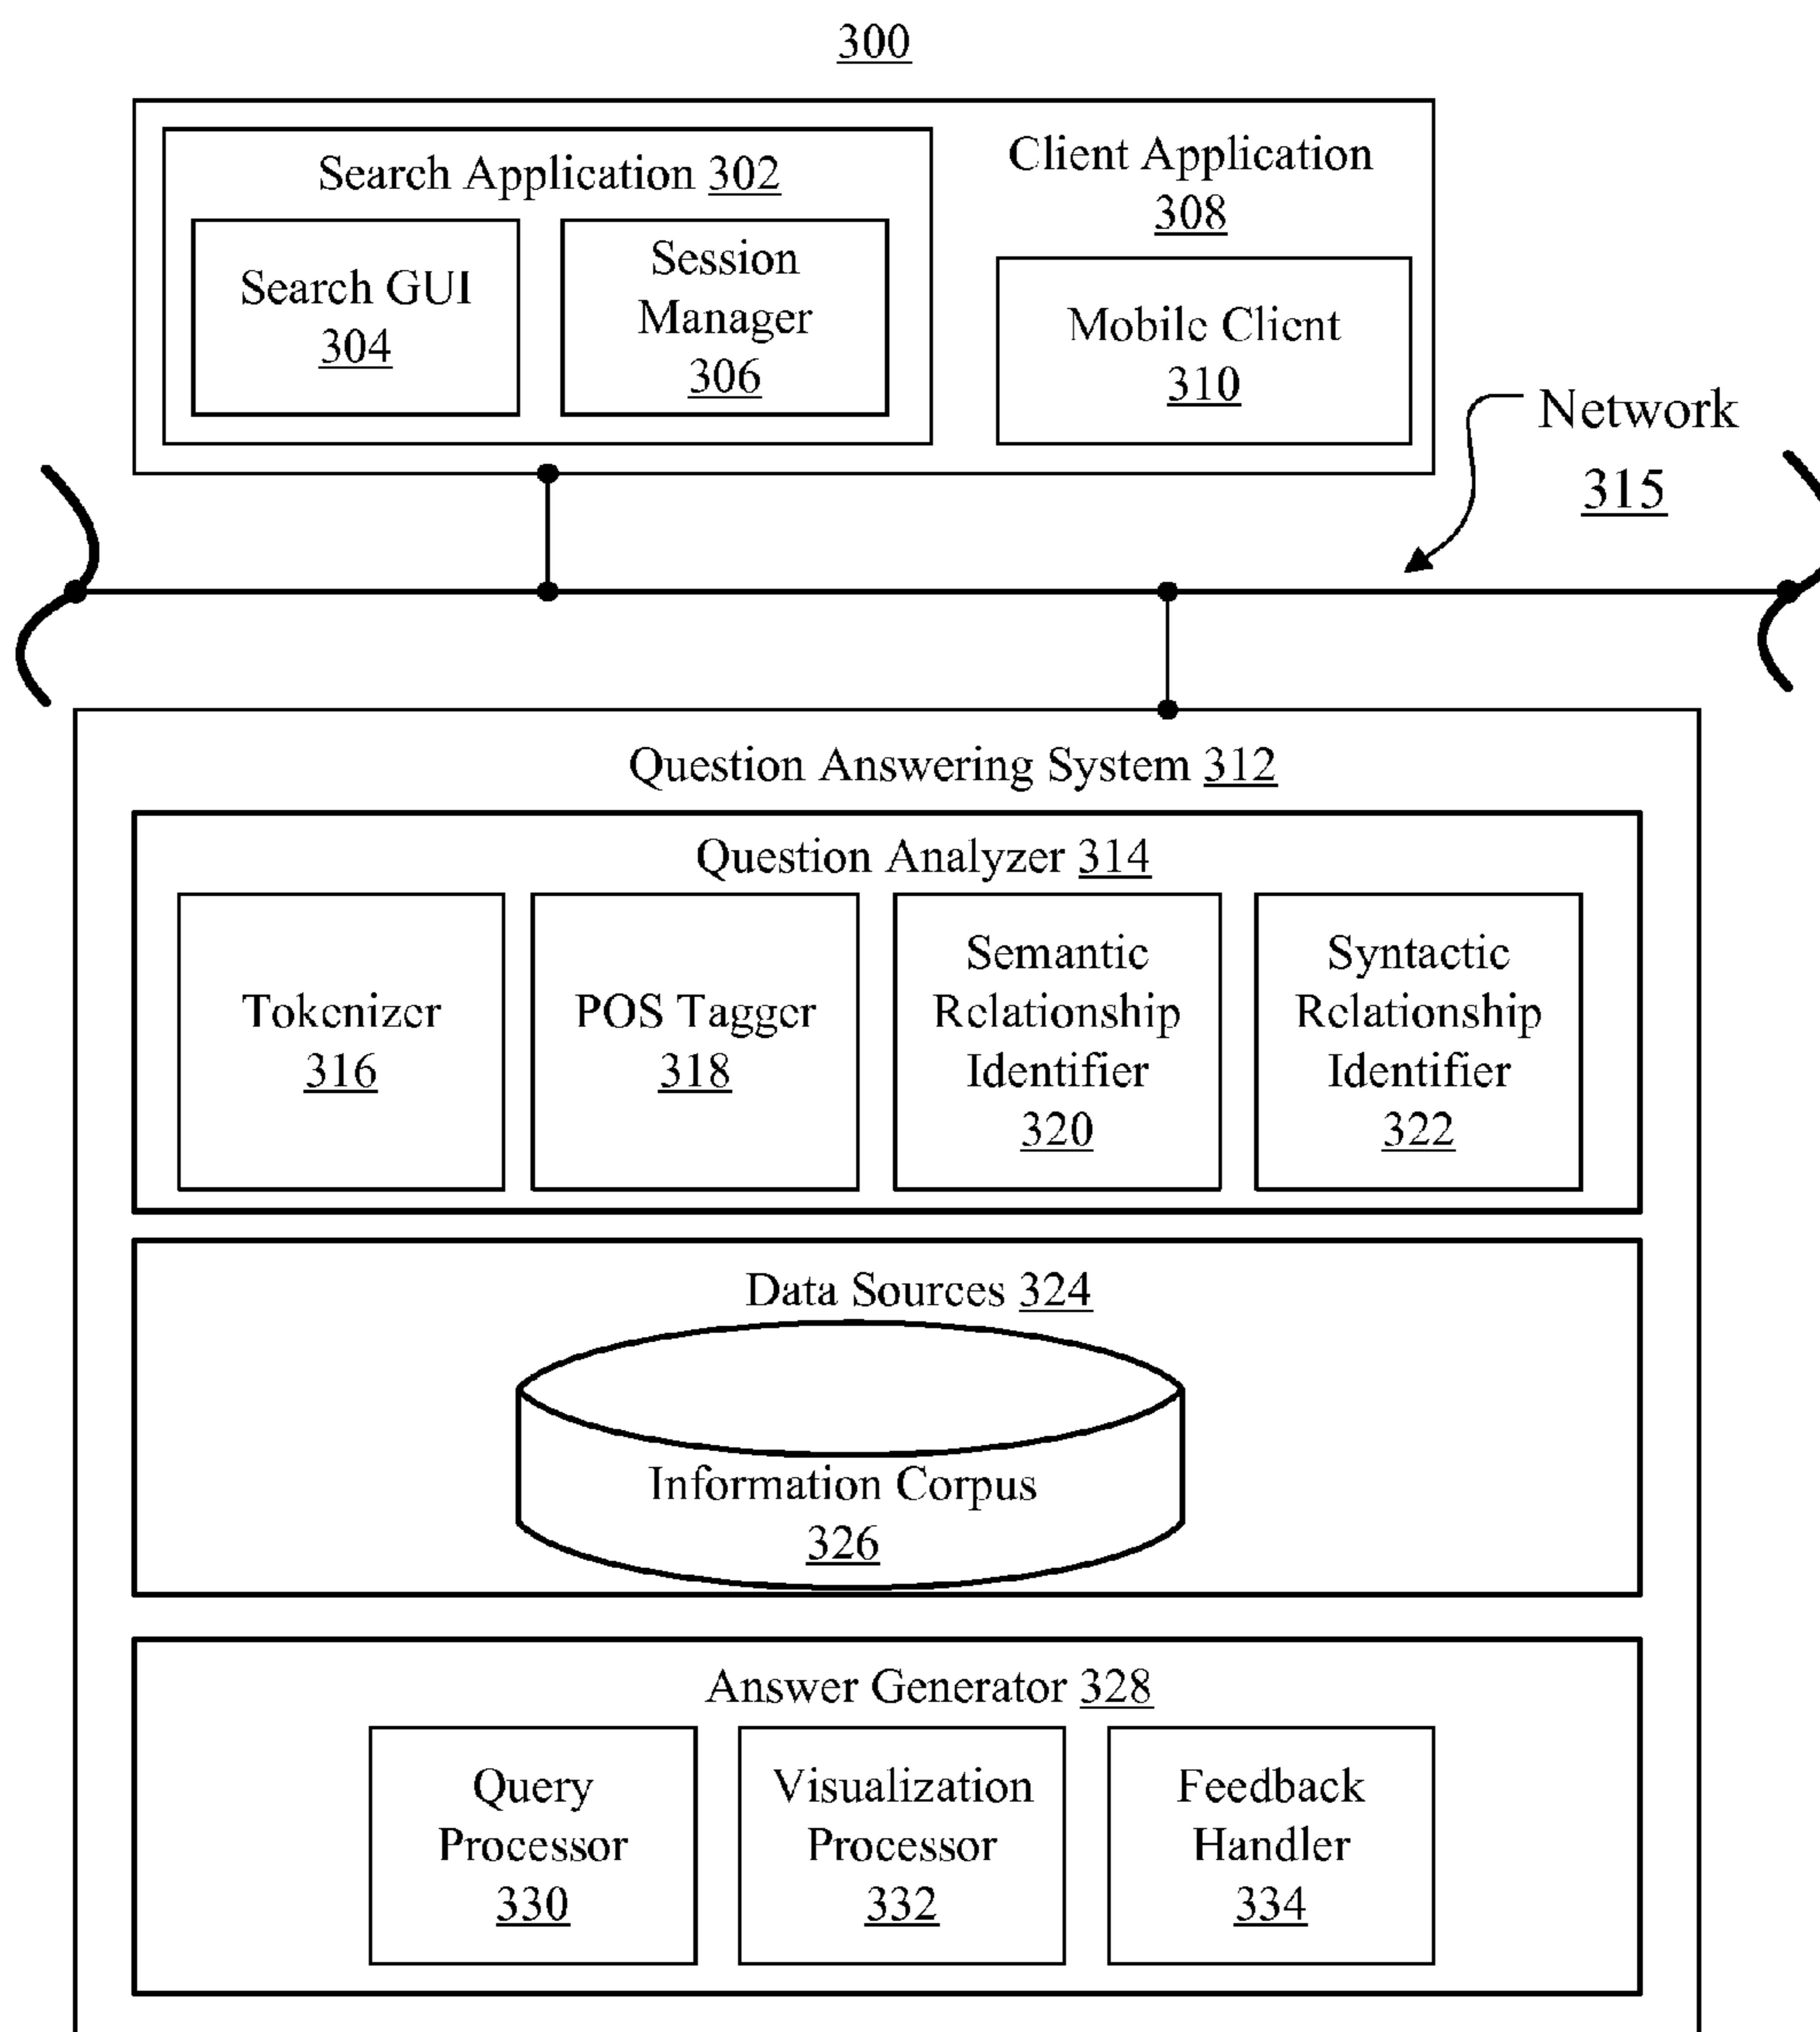 300
Search Application 302
Search GUI
304
Session
Manager
306
Client Application
308
Mobile Client
310
Network
315
Question Answering System 312
Question Analyzer 314
Tokenizer
316
POS Tagger
318
Semantic
Relationship
Identifier
320
Syntactic
Relationship
Identifier
322
Data Sources 324
Information Corpus
326
Answer Generator 328
Query
Processor
330
Visualization
Processor
332
Feedback
Handler
334